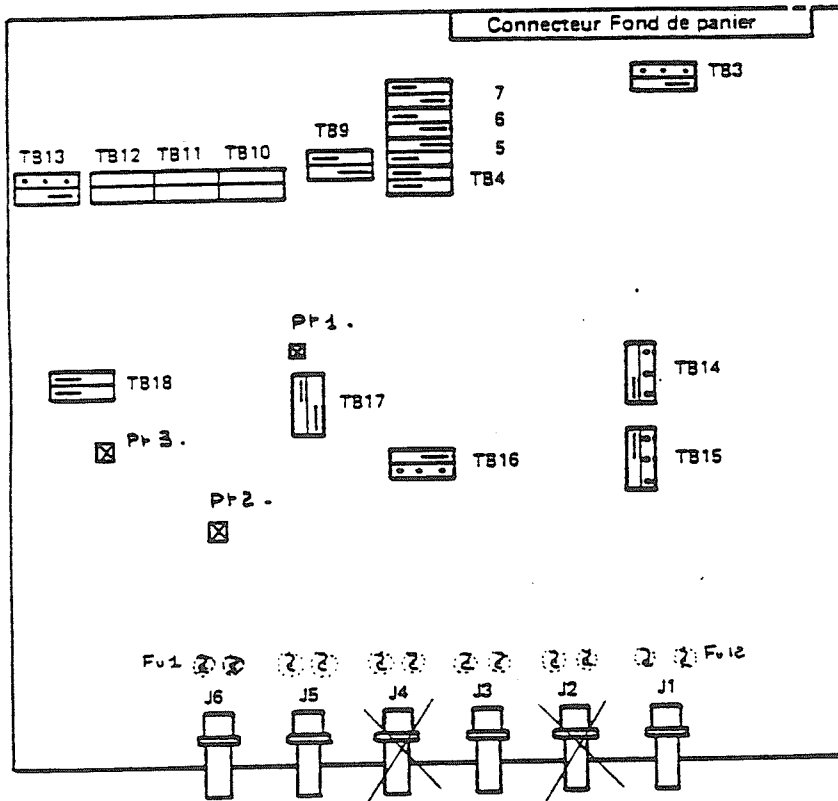 Connecteur Fond de panier
TB3
7
6
5
TB4
TB9
TB13 TB12 TB11 TB10
Pr1.
TB14
TB18
TB17
Pr3.
TB16
TB15
Pr2.
Fu1
Fu12
J6 J5 J4 J3 J2 J1